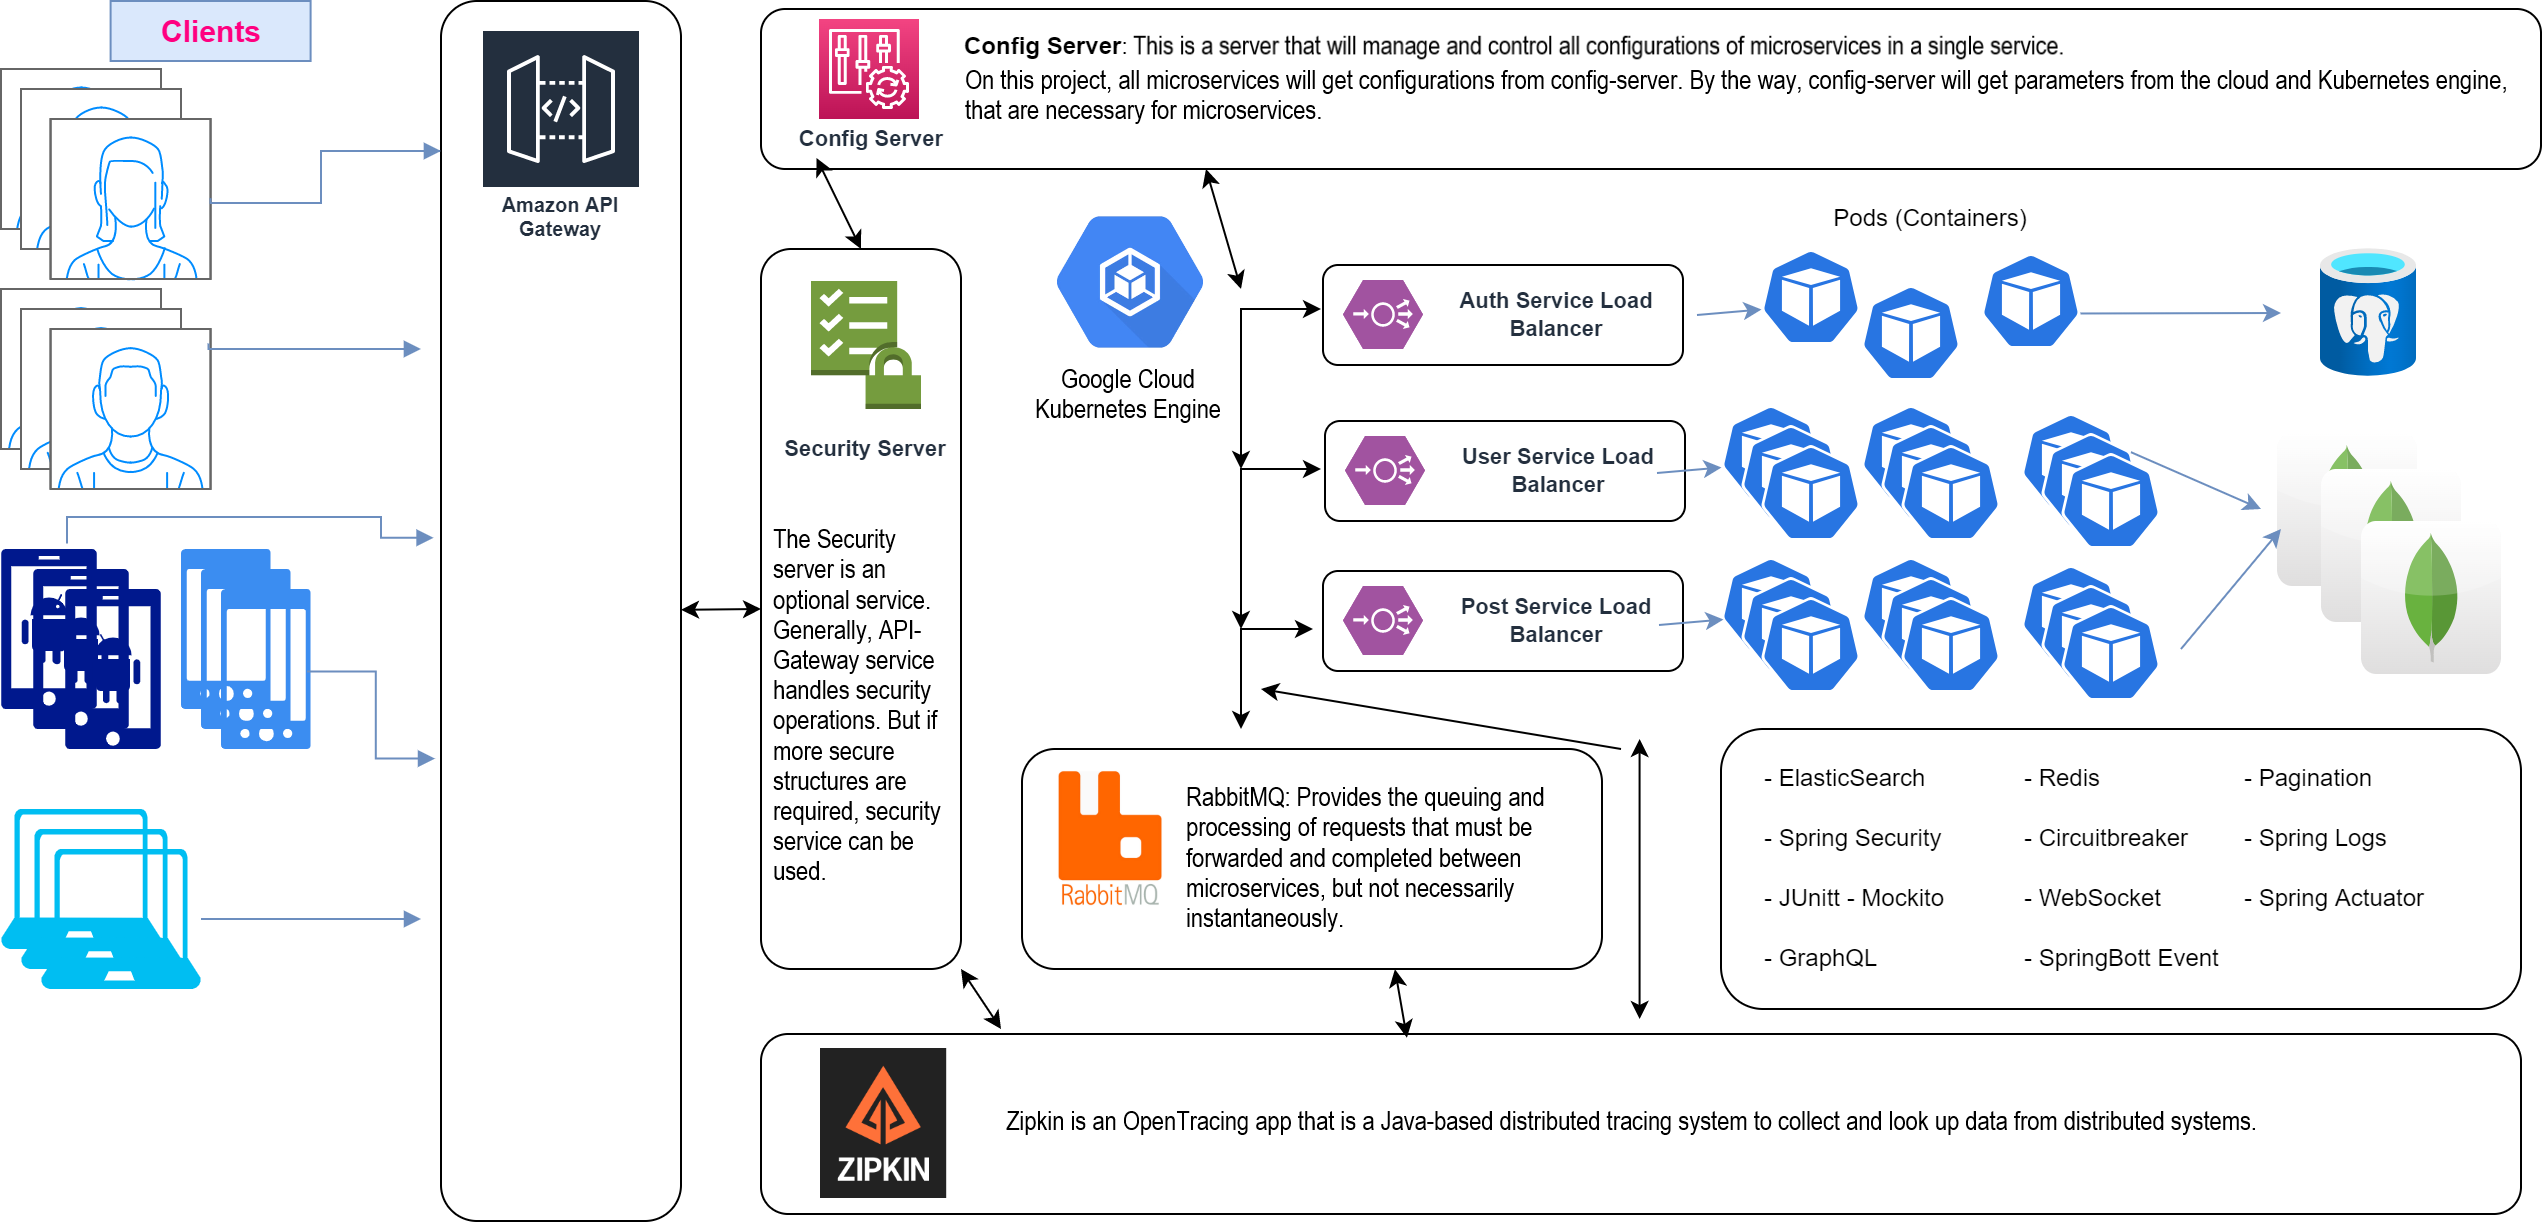 Clients
Amazon API
Gateway
Config Server
Config Server: This is a server that will manage and control all configurations of microservices in a single service.
On this project, all microservices will get configurations from config-server. By the way, config-server will get parameters from the cloud and Kubernetes engine,
that are necessary for microservices.
Security Server
The Security
server is an
optional service.
Generally, API-
Gateway service
handles security
operations. But if
more secure
structures are
required, security
service can be
used.
Google Cloud
Kubernetes Engine
Pods (Containers)
Auth Service Load
Balancer
User Service Load
Balancer
Post Service Load
Balancer
RabbitMQ
RabbitMQ: Provides the queuing and
processing of requests that must be
forwarded and completed between
microservices, but not necessarily
instantaneously.
- ElasticSearch
- Redis
- Pagination
- Spring Security
- Circuitbreaker
- Spring Logs
- JUnitt - Mockito
- WebSocket
- Spring Actuator
- GraphQL
- SpringBott Event
ZIPKIN
Zipkin is an OpenTracing app that is a Java-based distributed tracing system to collect and look up data from distributed systems.